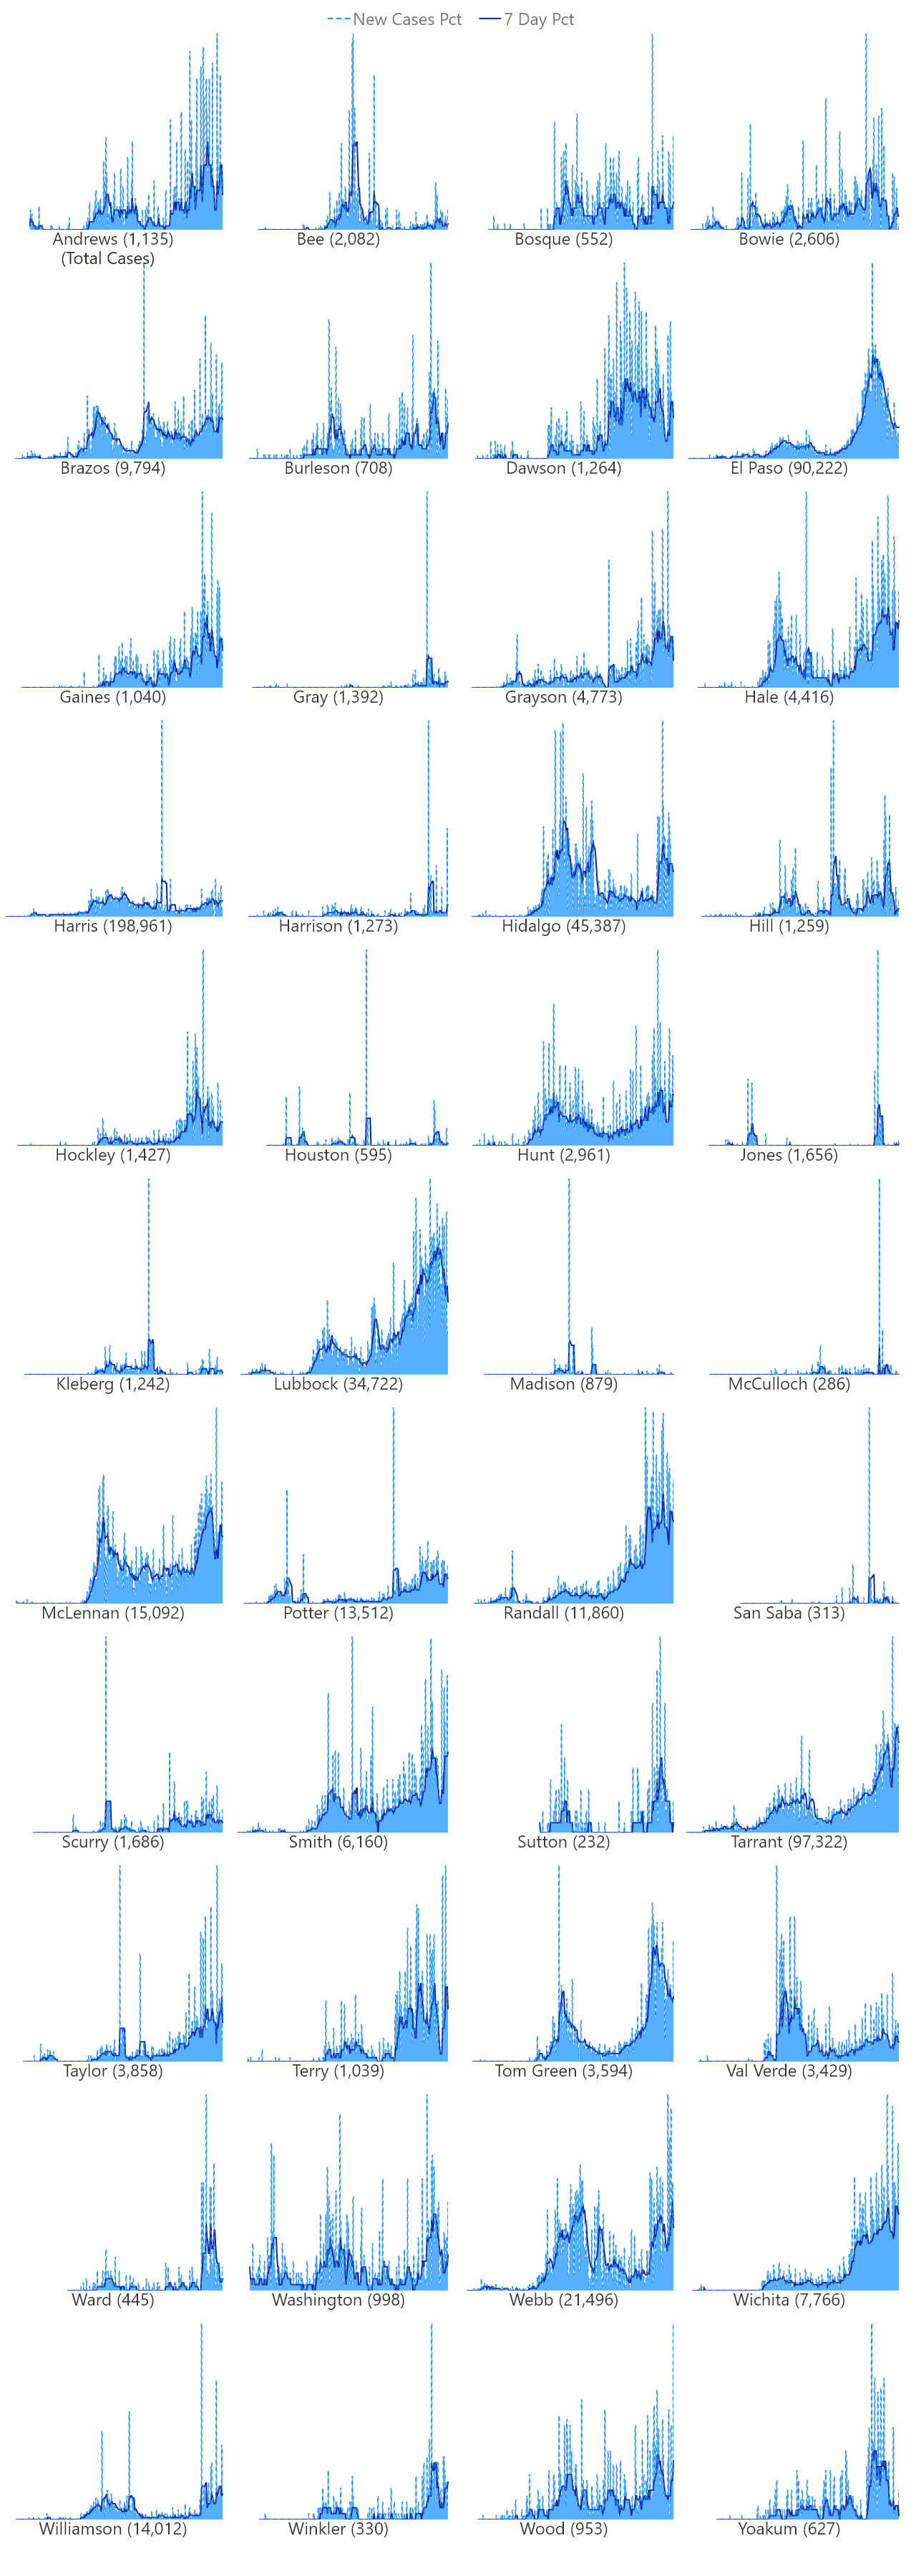 New Cases Pct 7 Day Pct
Andrews (1,135) Bee (2,082) Bosque (552) Bowie (2,606)
(Total Cases)
Brazos (9,794) Burleson (708) Dawson (1,264) El Paso (90,222)
Gaines (1,040) Gray (1,392) Grayson (4,773) Hale (4,416)
Harris (198,961) Harrison (1,273) Hidalgo (45,387) Hill (1,259)
Hockley (1,427) Houston (595) Hunt (2,961) Jones (1,656)
Kleberg (1,242) Lubbock (34,722) Madison (879) McCulloch (286)
McLennan (15,092) Potter (13,512) Randall (11,860) San Saba (313)
Scurry (1,686) Smith (6,160) Sutton (232) Tarrant (97,322)
Taylor (3,858) Terry (1,039) Tom Green (3,594) Val Verde (3,429)
Ward (445) Washington (998) Webb (21,496) Wichita (7,766)
Williamson (14,012) Winkler (330) Wood (953) Yoakum (627)